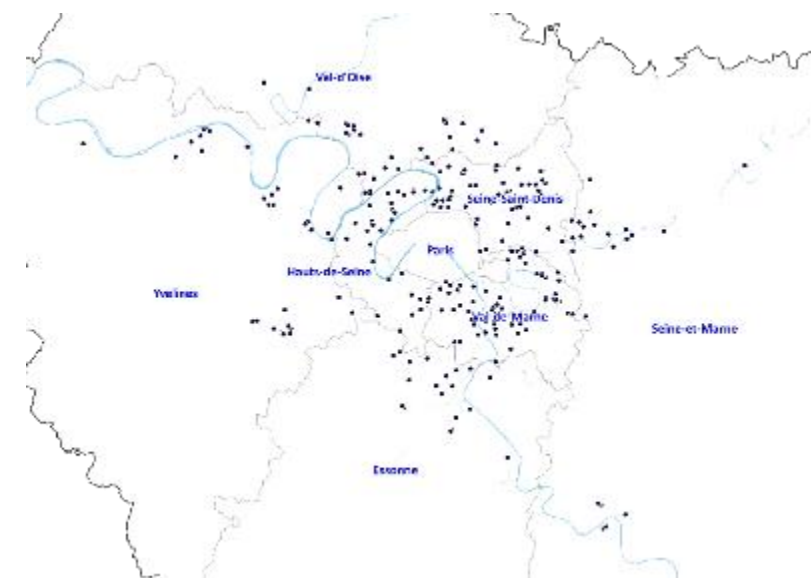 Val-d'Oise
Seine-Saint-Denis
Paris
Hauts-de-Seine
Yvelines
Val-de-Marne
Seine-et-Marne
Essonne